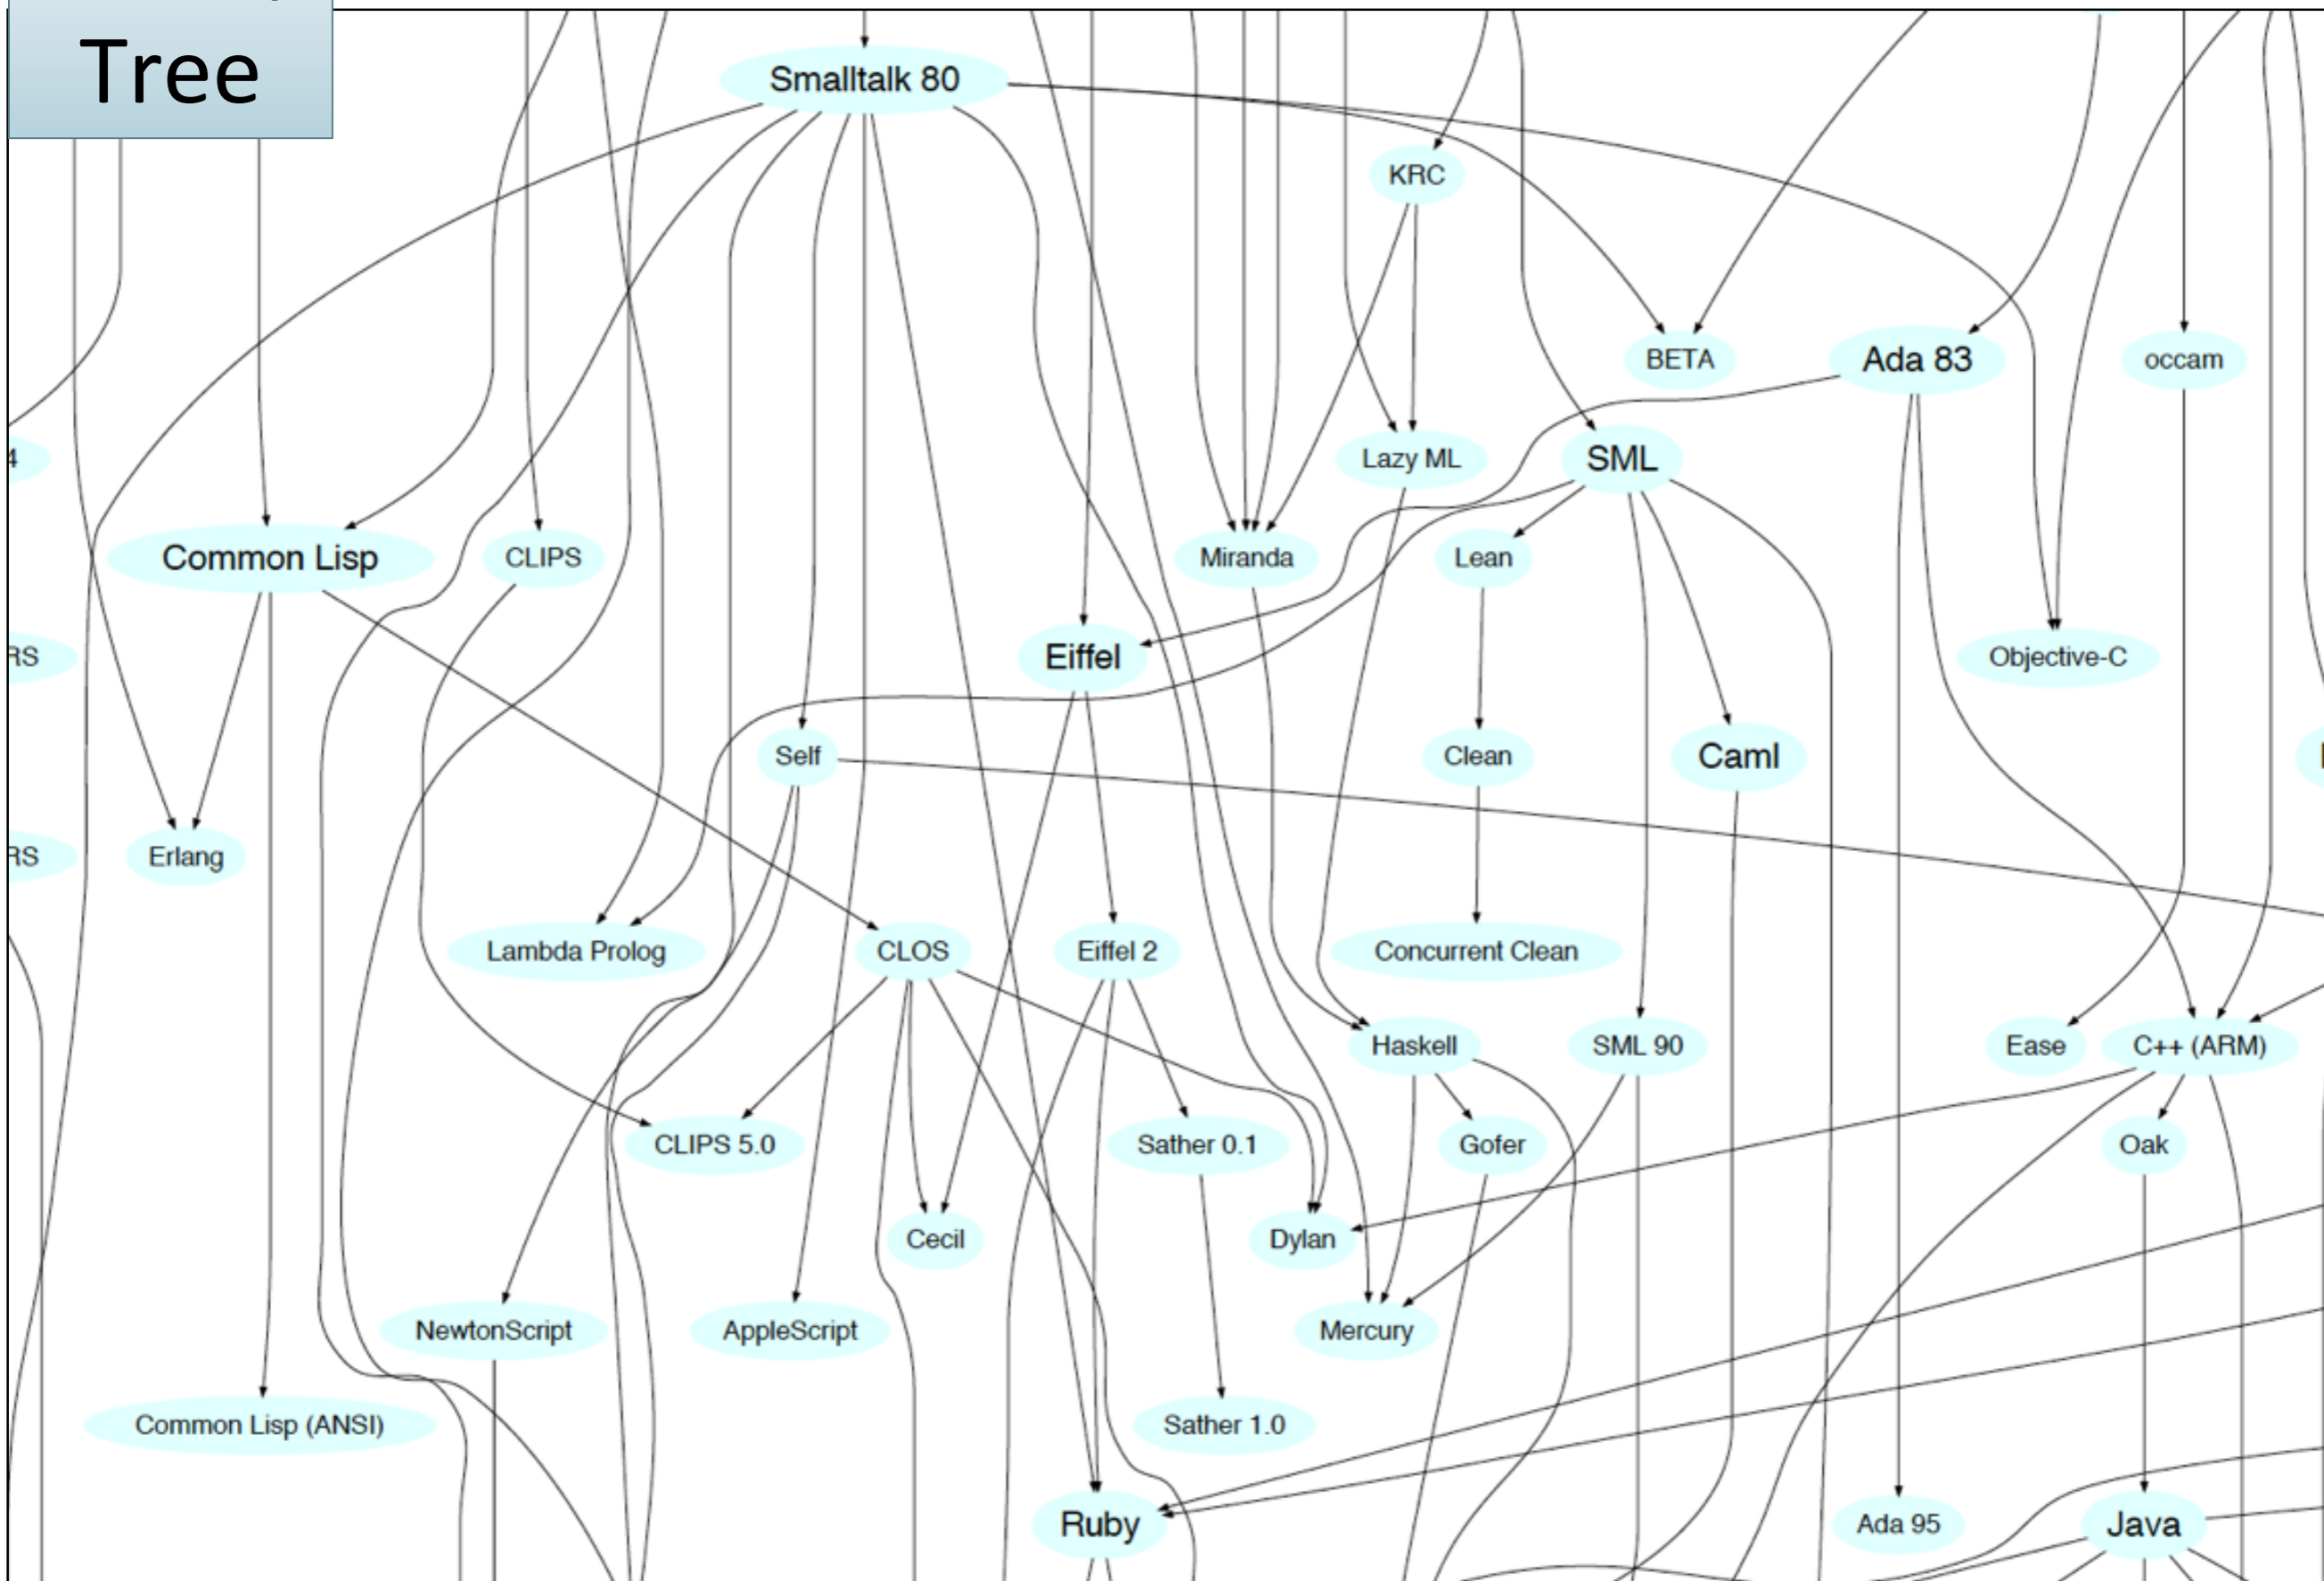 Tree
Smalltalk 80
KRC
BETA
Ada 83
occam
4
Lazy ML
SML
Common Lisp
CLIPS
Miranda
Lean
RS
Eiffel
Objective-C
Self
Clean
Caml
RS
Erlang
Lambda Prolog
CLOS
Eiffel 2
Concurrent Clean
Haskell
SML 90
Ease
C++ (ARM)
CLIPS 5.0
Sather 0.1
Gofer
Oak
Cecil
Dylan
NewtonScript
AppleScript
Mercury
Common Lisp (ANSI)
Sather 1.0
Ruby
Ada 95
Java